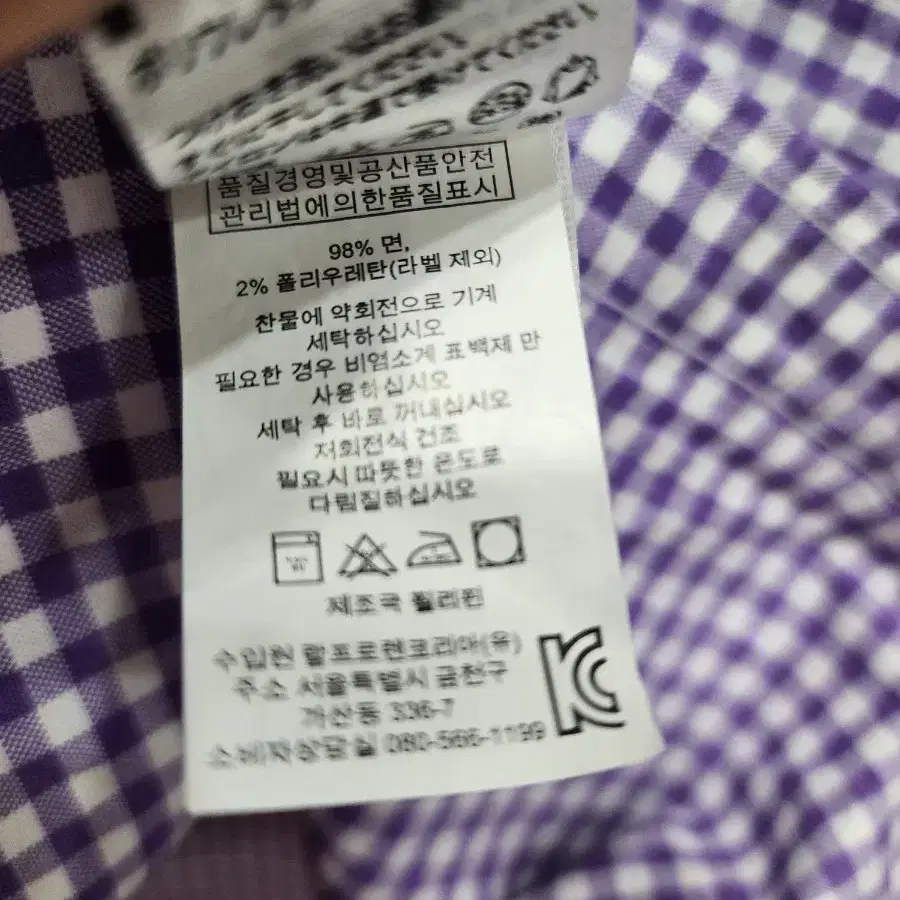 품질경영및공산품안전
관리법에의한품질표시
98% 면,
2% 폴리우레탄(라벨 제외)
찬물에 약회전으로 기계
세탁하십시오
필요한 경우 비염소계 표백제 만
사용하십시오
세탁 후 바로 꺼내십시오
저회전식 건조
필요시 따뜻한 온도로
다림질하십시오
제조국 필리핀
수입원 랄프로렌코리아(유)
주소 서울특별시 금천구
가산동 336-7
소비자상담실 080-566-1199